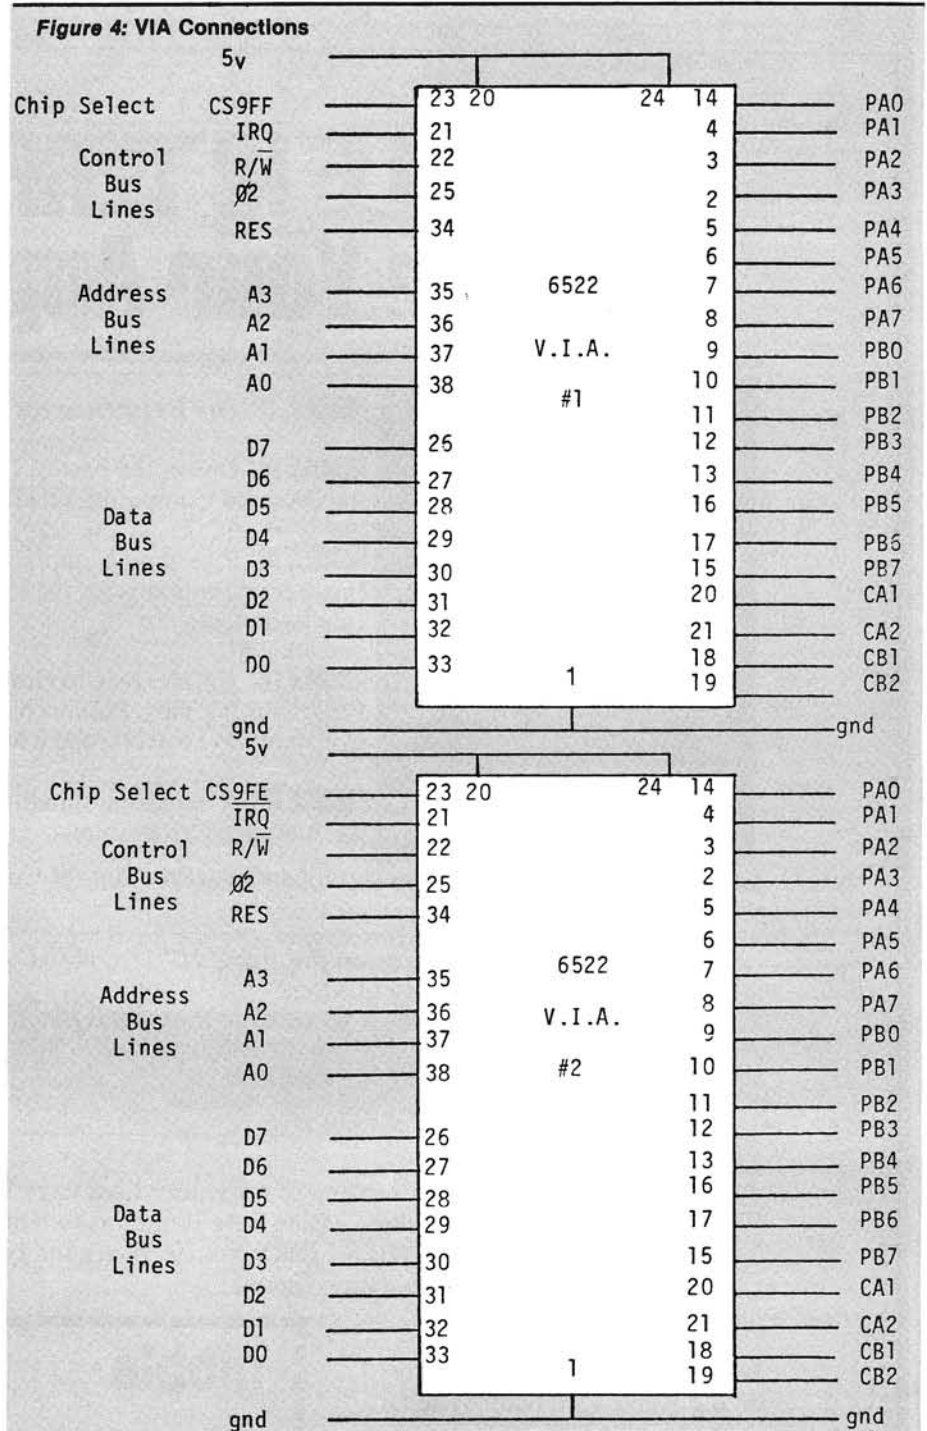 Figure 4: VIA Connections
5v
23 20 24 14
Chip Select CS9FF PA0
IRQ 21 4 PA1
Control R/W̅ 22 3 PA2
Bus Ø2 25 2 PA3
Lines
RES 34 5 PA4
6 PA5
Address A3 35 6522 7 PA6
Bus A2 36 8 PA7
Lines A1 37 V.I.A. 9 PB0
A0 38 #1 10 PB1
11 PB2
D7 26 12 PB3
D6 27 13 PB4
Data D5 28 16 PB5
Bus D4 29 17 PB6
Lines D3 30 15 PB7
D2 31 20 CA1
D1 32 21 CA2
D0 33 18 CB1
1 19 CB2
gnd gnd
5v
Chip Select CS9FE 23 20 24 14 PA0
I̅R̅Q̅ 21 4 PA1
Control R/W̅ 22 3 PA2
Bus Ø2 25 2 PA3
Lines RES 34 5 PA4
6 PA5
A3 35 6522 7 PA6
Address
Bus A2 36 V.I.A. 8 PA7
Lines A1 37 9 PB0
A0 38 #2 10 PB1
11 PB2
D7 26 12 PB3
D6 27 13 PB4
D5 28 16 PB5
Data D4 29 17 PB6
Bus
Lines D3 30 15 PB7
D2 31 20 CA1
D1 32 21 CA2
D0 33 18 CB1
1 19 CB2
gnd gnd